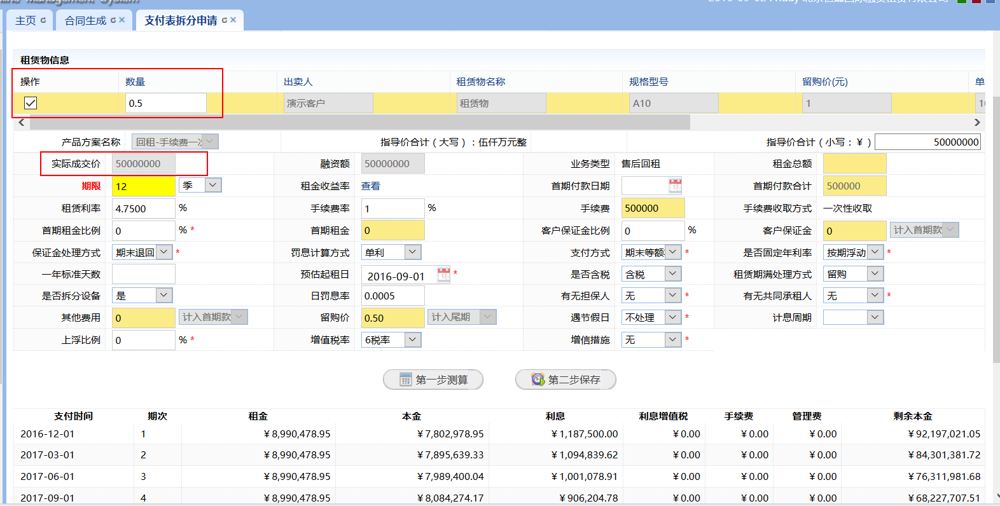 主页
合同生成
支付表拆分申请
租赁物信息
操作 数量 出卖人 租赁物名称 规格型号 留购价(元) 单
0.5 演示客户 租赁物 A10 1
产品方案名称 回租-手续费一次 指导价合计（大写）: 伍仟万元整 指导价合计（小写: ¥ ） 50000000
实际成交价 50000000 融资额 50000000 业务类型 售后回租 租金总额
期限 12 季 租金收益率 查看 首期付款日期 首期付款合计 500000
租赁利率 4.7500 % 手续费率 1 % 手续费 500000 手续费收取方式 一次性收取
首期租金比例 0 % * 首期租金 0 客户保证金比例 0 % 客户保证金 0 计入首期款
保证金处理方式 期末退回 * 罚息计算方式 单利 支付方式 期末等额 * 是否固定年利率 按期浮动 *
一年标准天数 预估起租日 2016-09-01 * 是否含税 含税 租赁期满处理方式 留购
是否拆分设备 是 日罚息率 0.0005 有无担保人 无 * 有无共同承租人 无 *
其他费用 0 计入首期款 留购价 0.50 计入尾期 遇节假日 不处理 * 计息周期
上浮比例 0 % * 增值税率 6税率 增信措施 无 *
第一步测算 第二步保存
支付时间 期次 租金 本金 利息 利息增值税 手续费 管理费 剩余本金
2016-12-01 1 ¥8,990,478.95 ¥7,802,978.95 ¥1,187,500.00 ¥0.00 ¥0.00 ¥0.00 ¥92,197,021.05
2017-03-01 2 ¥8,990,478.95 ¥7,895,639.33 ¥1,094,839.62 ¥0.00 ¥0.00 ¥0.00 ¥84,301,381.72
2017-06-01 3 ¥8,990,478.95 ¥7,989,400.04 ¥1,001,078.91 ¥0.00 ¥0.00 ¥0.00 ¥76,311,981.68
2017-09-01 4 ¥8,990,478.95 ¥8,084,274.17 ¥906,204.78 ¥0.00 ¥0.00 ¥0.00 ¥68,227,707.51